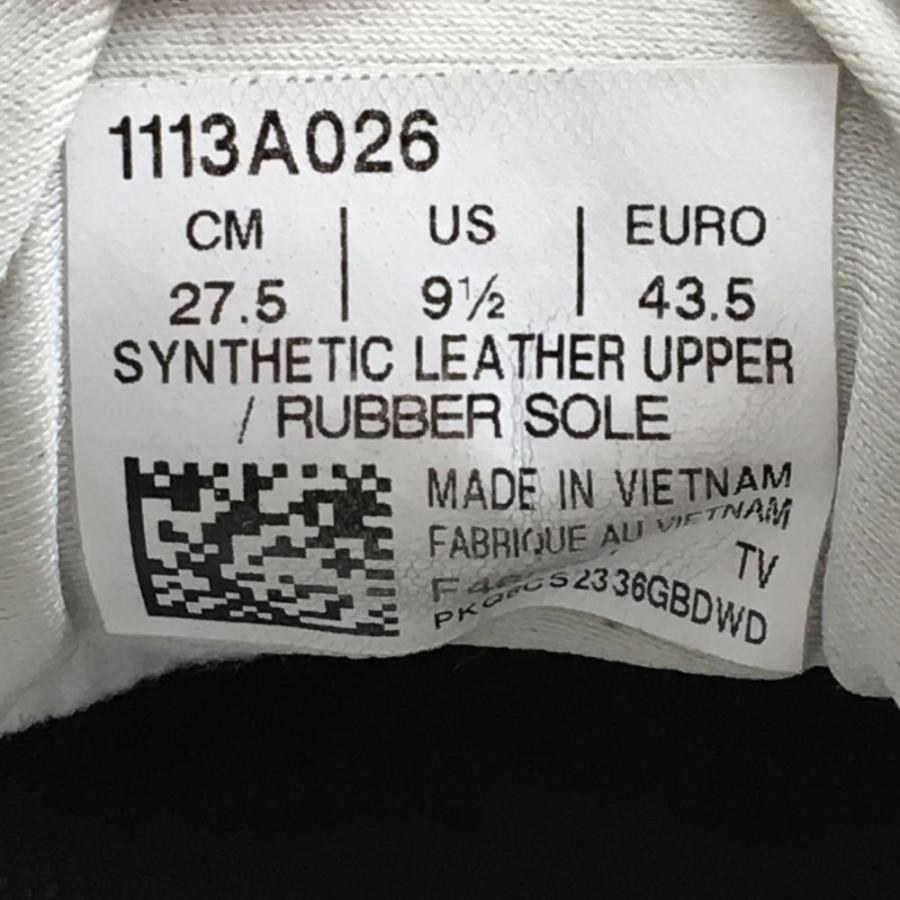 1113A026
CM | US | EURO
27.5 | 9½ | 43.5
SYNTHETIC LEATHER UPPER
/ RUBBER SOLE
MADE IN VIETNAM
FABRIQUE AU VIETNAM
TV